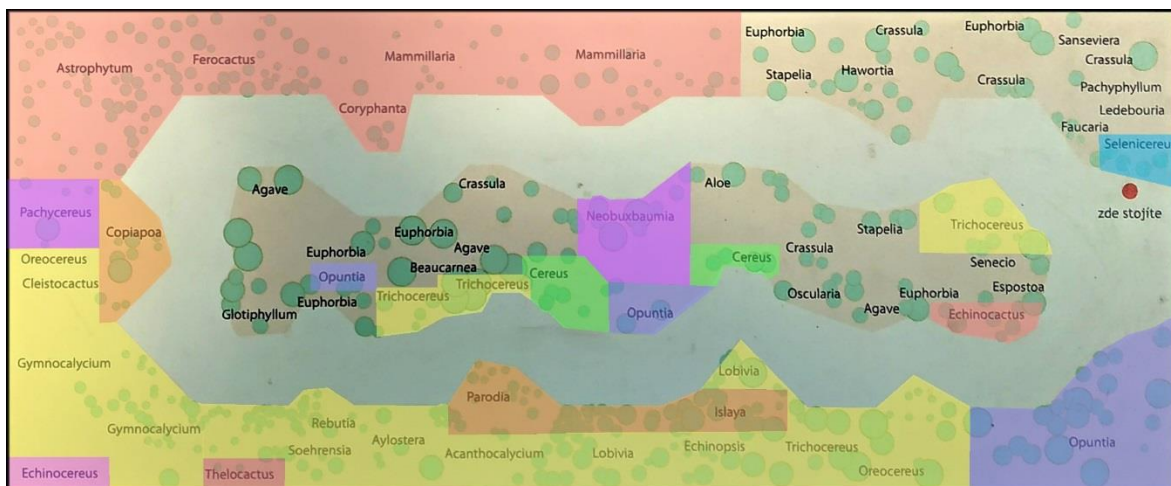 Astrophytum
Ferocactus
Mammillaria
Mammillaria
Coryphanta
Euphorbia
Crassula
Euphorbia
Sanseviera
Crassula
Stapelia
Hawortia
Crassula
Pachyphyllum
Ledebouria
Faucaria
Selenicereu
zde stojíte
Pachycereus
Copiapoa
Oreocereus
Cleistocactus
Agave
Crassula
Euphorbia
Euphorbia
Agave
Beaucarnea
Opuntia
Euphorbia
Glotiphyllum
Trichocereus
Trichocereus
Cereus
Neobuxbaumia
Opuntia
Aloe
Cereus
Crassula
Stapelia
Trichocereus
Senecio
Espostoa
Oscularia
Agave
Euphorbia
Echinocactus
Gymnocalycium
Gymnocalycium
Rebutia
Soehrensia
Aylostera
Parodia
Acanthocalycium
Lobivia
Lobivia
Islaya
Echinopsis
Trichocereus
Oreocereus
Opuntia
Echinocereus
Thelocactus